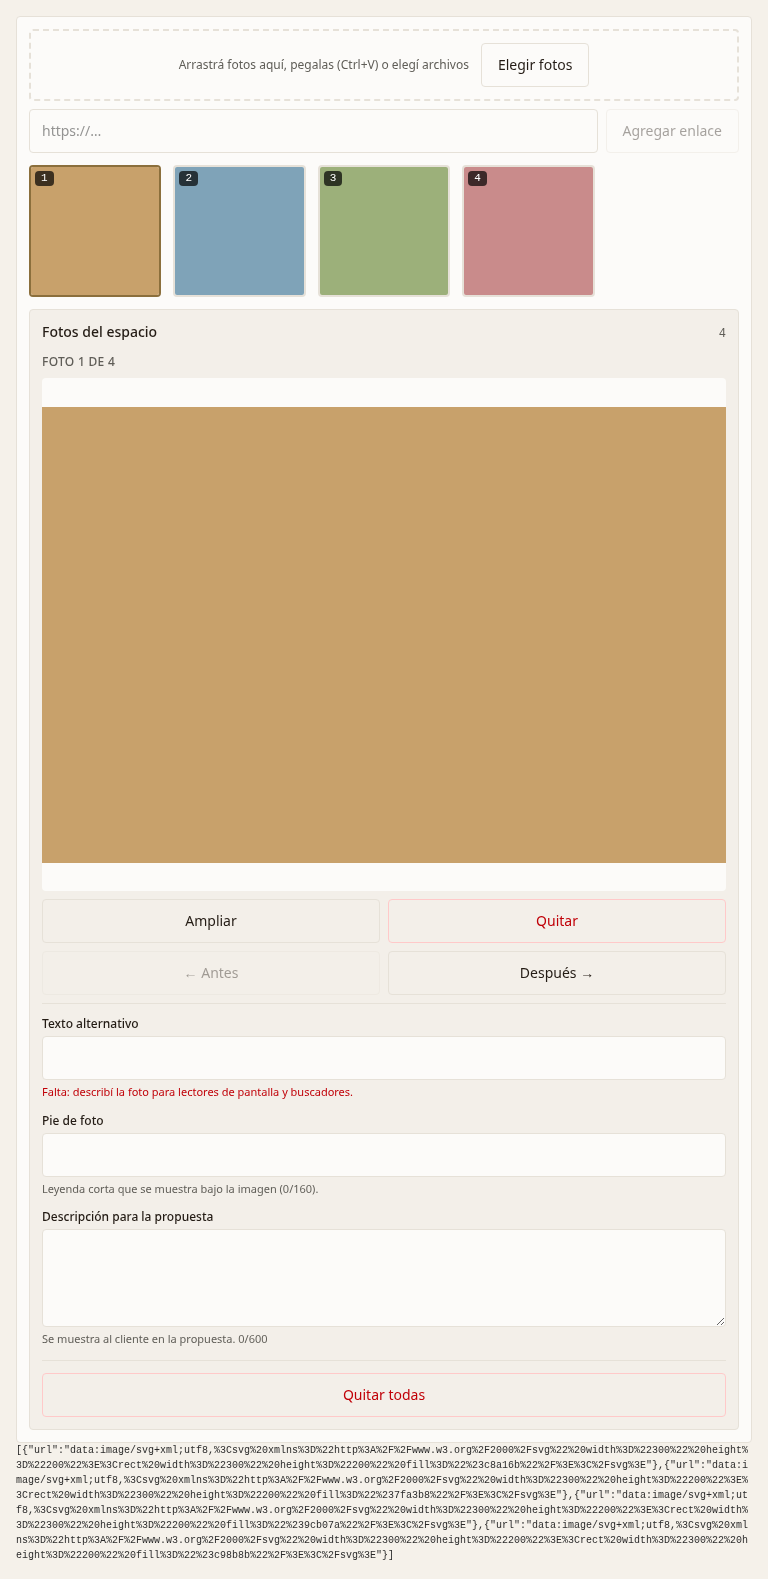 Arrastrá fotos aquí, pegalas (Ctrl+V) o elegí archivos
Elegir fotos
https://...
Agregar enlace
1
2
3
4
Fotos del espacio
4
FOTO 1 DE 4
Ampliar
Quitar
← Antes
Después →
Texto alternativo
Falta: describí la foto para lectores de pantalla y buscadores.
Pie de foto
Leyenda corta que se muestra bajo la imagen (0/160).
Descripción para la propuesta
Se muestra al cliente en la propuesta. 0/600
Quitar todas
[{"url":"data:image/svg+xml;utf8,%3Csvg%20xmlns%3D%22http%3A%2F%2Fwww.w3.org%2F2000%2Fsvg%22%20width%3D%22300%22%20height%
3D%22200%22%3E%3Crect%20width%3D%22300%22%20height%3D%22200%22%20fill%3D%22%23c8a16b%22%2F%3E%3C%2Fsvg%3E"},{"url":"data:i
mage/svg+xml;utf8,%3Csvg%20xmlns%3D%22http%3A%2F%2Fwww.w3.org%2F2000%2Fsvg%22%20width%3D%22300%22%20height%3D%22200%22%3E%
3Crect%20width%3D%22300%22%20height%3D%22200%22%20fill%3D%22%237fa3b8%22%2F%3E%3C%2Fsvg%3E"},{"url":"data:image/svg+xml;ut
f8,%3Csvg%20xmlns%3D%22http%3A%2F%2Fwww.w3.org%2F2000%2Fsvg%22%20width%3D%22300%22%20height%3D%22200%22%3E%3Crect%20width%
3D%22300%22%20height%3D%22200%22%20fill%3D%22%239cb07a%22%2F%3E%3C%2Fsvg%3E"},{"url":"data:image/svg+xml;utf8,%3Csvg%20xml
ns%3D%22http%3A%2F%2Fwww.w3.org%2F2000%2Fsvg%22%20width%3D%22300%22%20height%3D%22200%22%3E%3Crect%20width%3D%22300%22%20h
eight%3D%22200%22%20fill%3D%22%23c98b8b%22%2F%3E%3C%2Fsvg%3E"}]